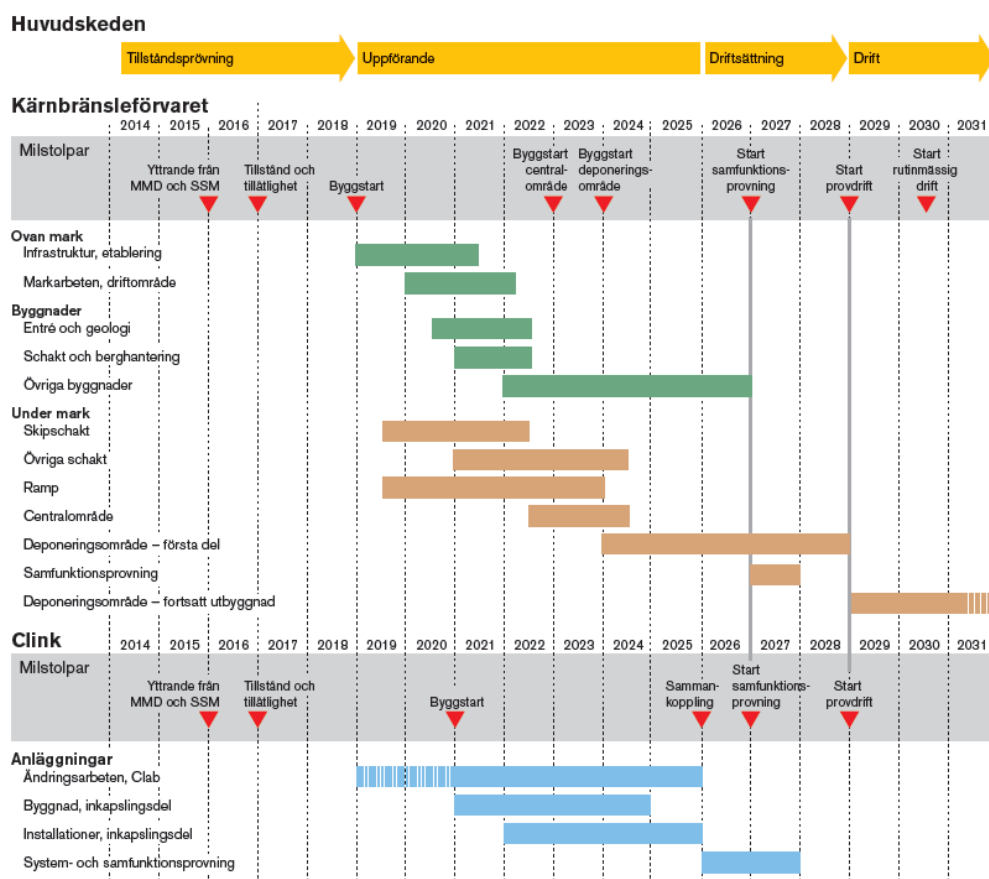 Huvudskeden
Tillståndsprövning Uppförande Driftsättning Drift
Kärnbränsleförvaret
2014 2015 2016 2017 2018 2019 2020 2021 2022 2023 2024 2025 2026 2027 2028 2029 2030 2031
Milstolpar
Yttrande från
MMD och SSM
Tillstånd och
tillåtlighet
Byggstart
Byggstart
central-
område
Byggstart
deponerings-
område
Start
samfunktions-
provning
Start
provdrift
Start
rutinmässig
drift
Ovan mark
Infrastruktur, etablering
Markarbeten, driftområde
Byggnader
Entré och geologi
Schakt och berghantering
Övriga byggnader
Under mark
Skipschakt
Övriga schakt
Ramp
Centralområde
Deponeringsområde – första del
Samfunktionsprovning
Deponeringsområde – fortsatt utbyggnad
Clink
2014 2015 2016 2017 2018 2019 2020 2021 2022 2023 2024 2025 2026 2027 2028 2029 2030 2031
Milstolpar
Yttrande från
MMD och SSM
Tillstånd och
tillåtlighet
Byggstart
Samman-
koppling
Start
samfunktions-
provning
Start
provdrift
Anläggningar
Ändringsarbeten, Clab
Byggnad, inkapslingsdel
Installationer, inkapslingsdel
System- och samfunktionsprovning